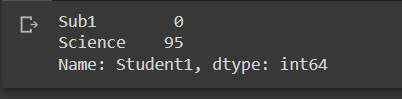 Sub1 0
Science 95
Name: Student1, dtype: int64